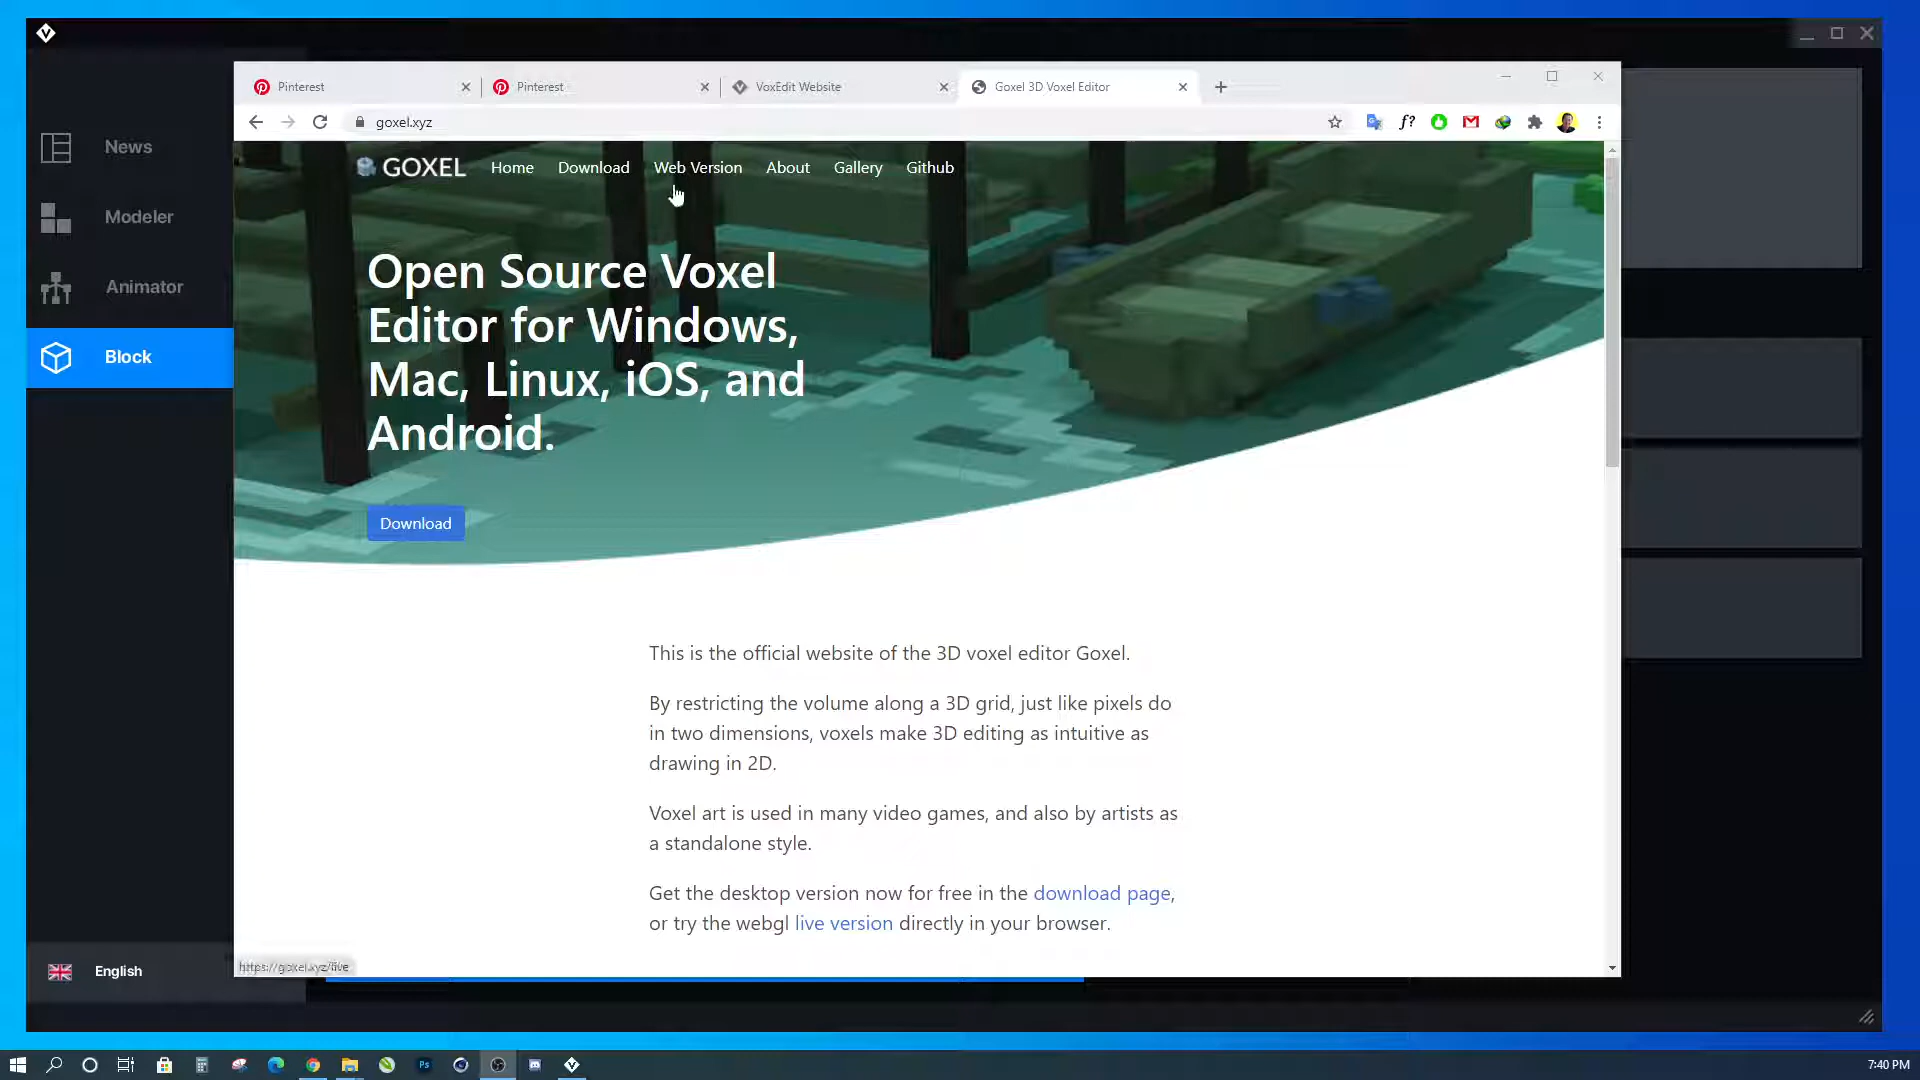 Pinterest
Pinterest
VoxEdit Website
Goxel 3D Voxel Editor
goxel.xyz
f?
News
Modeler
Animator
Block
English
GOXEL
Home
Download
Web Version
About
Gallery
Github
Open Source Voxel
Editor for Windows,
Mac, Linux, iOS, and
Android.
Download
This is the official website of the 3D voxel editor Goxel.
By restricting the volume along a 3D grid, just like pixels do
in two dimensions, voxels make 3D editing as intuitive as
drawing in 2D.
Voxel art is used in many video games, and also by artists as
a standalone style.
Get the desktop version now for free in the download page,
or try the webgl live version directly in your browser.
https://goxel.xyz/live
Ps
7:40 PM